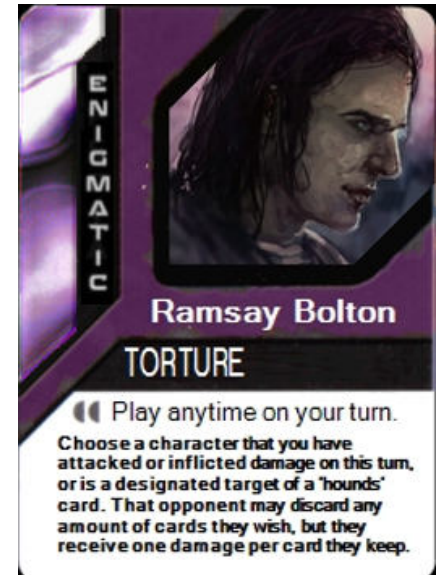 ENIGMATIC
Ramsay Bolton
TORTURE
Play anytime on your turn.
Choose a character that you have
attacked or inflicted damage on this turn,
or is a designated target of a 'hounds'
card. That opponent may discard any
amount of cards they wish, but they
receive one damage per card they keep.